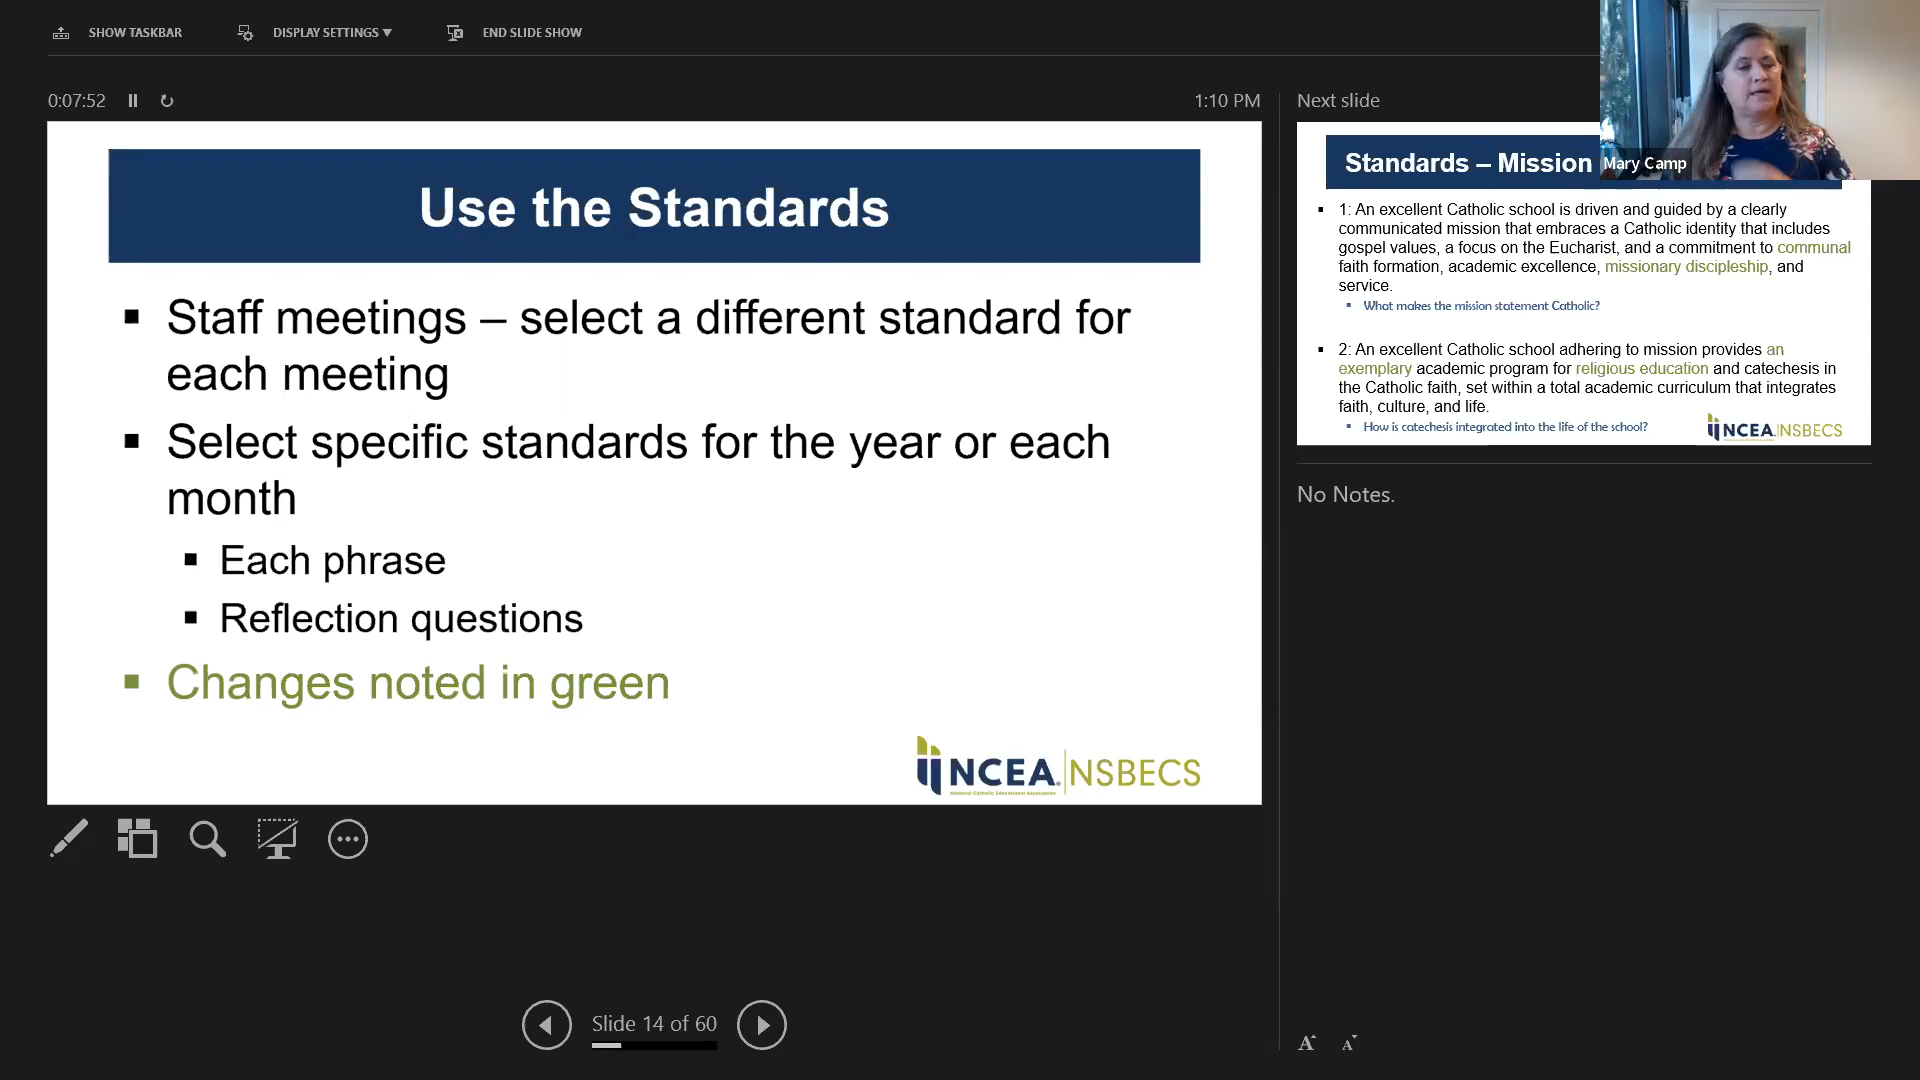 SHOW TASKBAR
DISPLAY SETTINGS ▼
END SLIDE SHOW
0:07:52
1:10 PM
Next slide
Use the Standards
▪ Staff meetings – select a different standard for
each meeting
▪ Select specific standards for the year or each
month
▪ Each phrase
▪ Reflection questions
▪ Changes noted in green
NCEA. NSBECS
National Catholic Educational Association
Slide 14 of 60
Mary Camp
Standards – Mission
▪ 1: An excellent Catholic school is driven and guided by a clearly
communicated mission that embraces a Catholic identity that includes
gospel values, a focus on the Eucharist, and a commitment to communal
faith formation, academic excellence, missionary discipleship, and
service.
▪ What makes the mission statement Catholic?
▪ 2: An excellent Catholic school adhering to mission provides an
exemplary academic program for religious education and catechesis in
the Catholic faith, set within a total academic curriculum that integrates
faith, culture, and life.
▪ How is catechesis integrated into the life of the school?
NCEA. NSBECS
No Notes.
A A